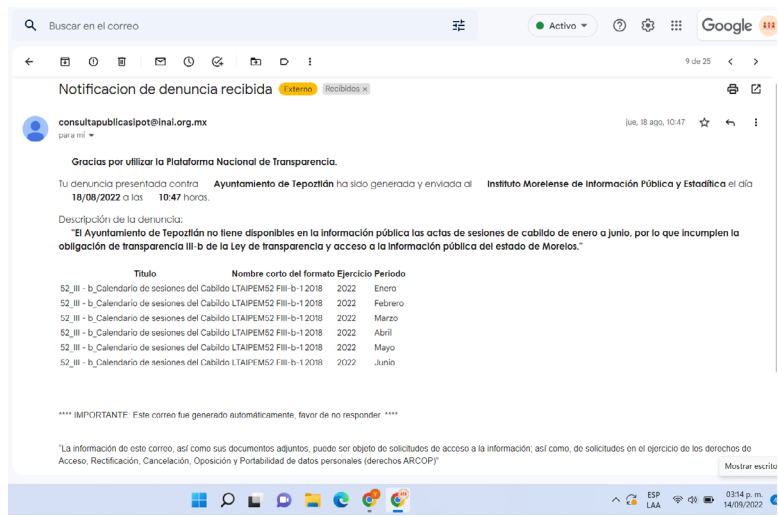 Buscar en el correo
Activo
Google
9 de 25
Notificacion de denuncia recibida Externo Recibidos ×
consultapublicasipot@inai.org.mx
jue, 18 ago, 10:47
para mí
Gracias por utilizar la Plataforma Nacional de Transparencia.
Tu denuncia presentada contra Ayuntamiento de Tepoztlán ha sido generada y enviada al Instituto Morelense de Información Pública y Estadítica el día
18/08/2022 a las 10:47 horas.
Descripción de la denuncia:
"El Ayuntamiento de Tepoztlán no tiene disponibles en la información pública las actas de sesiones de cabildo de enero a junio, por lo que incumplen la
obligación de transparencia III-b de la Ley de transparencia y acceso a la información pública del estado de Morelos."
Titulo Nombre corto del formato Ejercicio Periodo
52_III - b_Calendario de sesiones del Cabildo LTAIPEM52 FIII-b-1 2018 2022 Enero
52_III - b_Calendario de sesiones del Cabildo LTAIPEM52 FIII-b-1 2018 2022 Febrero
52_III - b_Calendario de sesiones del Cabildo LTAIPEM52 FIII-b-1 2018 2022 Marzo
52_III - b_Calendario de sesiones del Cabildo LTAIPEM52 FIII-b-1 2018 2022 Abril
52_III - b_Calendario de sesiones del Cabildo LTAIPEM52 FIII-b-1 2018 2022 Mayo
52_III - b_Calendario de sesiones del Cabildo LTAIPEM52 FIII-b-1 2018 2022 Junio
**** IMPORTANTE: Este correo fue generado automáticamente, favor de no responder. ****
"La información de este correo, así como sus documentos adjuntos, puede ser objeto de solicitudes de acceso a la información; así como, de solicitudes en el ejercicio de los derechos de
Acceso, Rectificación, Cancelación, Oposición y Portabilidad de datos personales (derechos ARCOP)"
Mostrar escrito
ESP
LAA
03:14 p. m.
14/09/2022